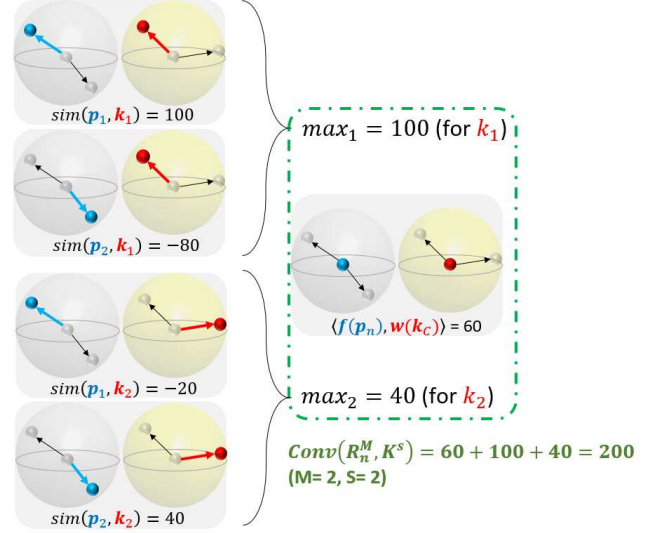 sim(p₁, k₁) = 100
sim(p₂, k₁) = −80
sim(p₁, k₂) = −20
sim(p₂, k₂) = 40
max₁ = 100 (for k₁)
⟨f(pₙ), w(k_C)⟩ = 60
max₂ = 40 (for k₂)
Conv(Rₙᴹ, Kˢ) = 60 + 100 + 40 = 200
(M= 2, S= 2)